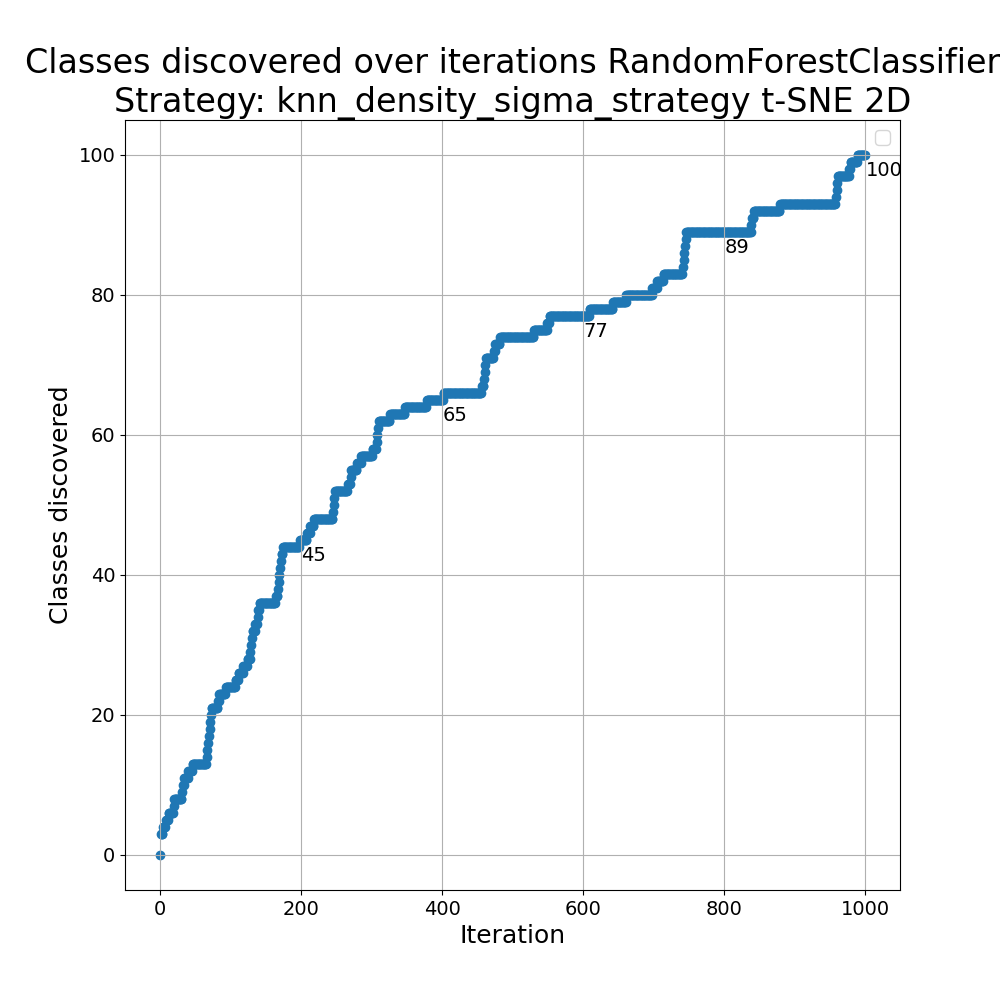 Classes discovered over iterations RandomForestClassifier
Strategy: knn_density_sigma_strategy t-SNE 2D
100
80
60
40
20
0
Classes discovered
45
65
77
89
100
0 200 400 600 800 1000
Iteration